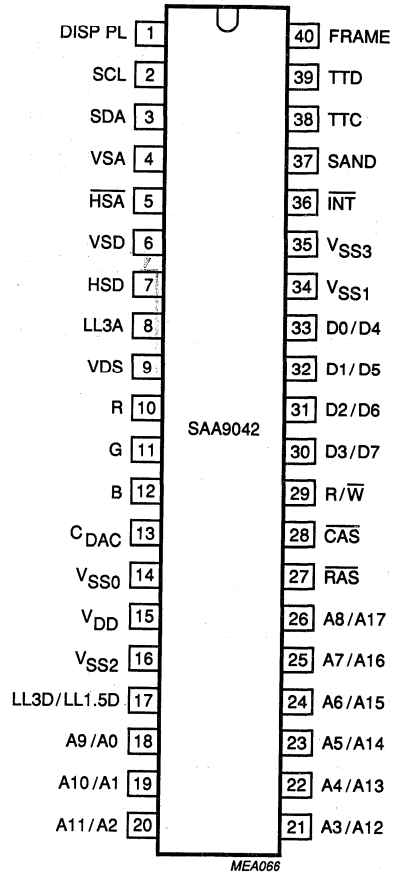 DISP PL 1 40 FRAME
SCL 2 39 TTD
SDA 3 38 TTC
VSA 4 37 SAND
H̅S̅A̅ 5 36 I̅N̅T̅
VSD 6 35 VSS3
HSD 7 34 VSS1
LL3A 8 33 D0/D4
VDS 9 32 D1/D5
R 10 31 D2/D6
G 11 30 D3/D7
SAA9042
B 12 29 R/W̅
CDAC 13 28 C̅A̅S̅
VSS0 14 27 R̅A̅S̅
VDD 15 26 A8/A17
VSS2 16 25 A7/A16
LL3D/LL1.5D 17 24 A6/A15
A9/A0 18 23 A5/A14
A10/A1 19 22 A4/A13
A11/A2 20 21 A3/A12
MEA066